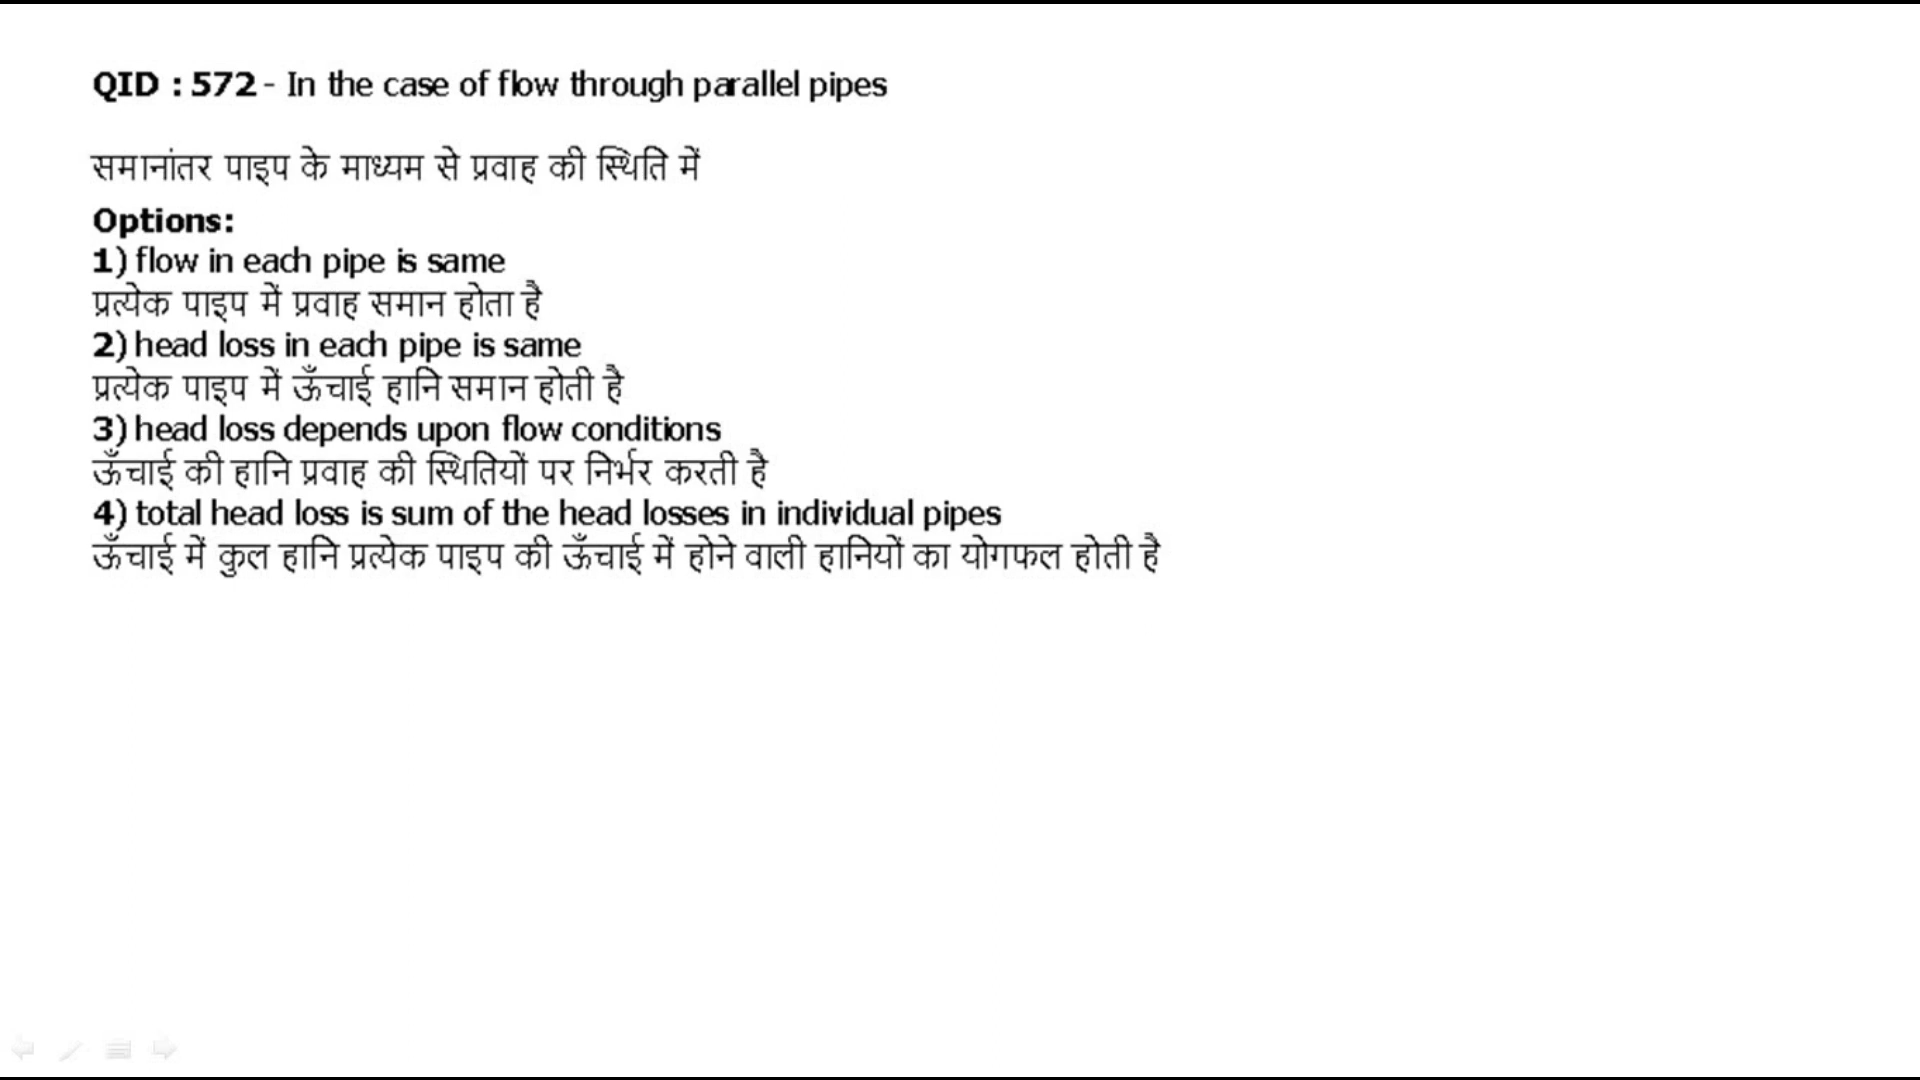 QID : 572 - In the case of flow through parallel pipes
समानांतर पाइप के माध्यम से प्रवाह की स्थिति में
Options:
1) flow in each pipe is same
प्रत्येक पाइप में प्रवाह समान होता है
2) head loss in each pipe is same
प्रत्येक पाइप में ऊँचाई हानि समान होती है
3) head loss depends upon flow conditions
ऊँचाई की हानि प्रवाह की स्थितियों पर निर्भर करती है
4) total head loss is sum of the head losses in individual pipes
ऊँचाई में कुल हानि प्रत्येक पाइप की ऊँचाई में होने वाली हानियों का योगफल होती है